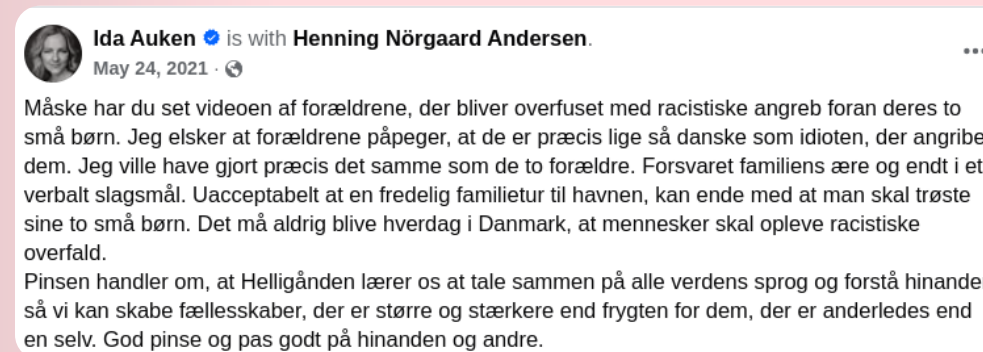 Ida Auken is with Henning Nörgaard Andersen.
May 24, 2021 ·
Måske har du set videoen af forældrene, der bliver overfuset med racistiske angreb foran deres to
små børn. Jeg elsker at forældrene påpeger, at de er præcis lige så danske som idioten, der angribe
dem. Jeg ville have gjort præcis det samme som de to forældre. Forsvaret familiens ære og endt i et
verbalt slagsmål. Uacceptabelt at en fredelig familietur til havnen, kan ende med at man skal trøste
sine to små børn. Det må aldrig blive hverdag i Danmark, at mennesker skal opleve racistiske
overfald.
Pinsen handler om, at Helligånden lærer os at tale sammen på alle verdens sprog og forstå hinanden
så vi kan skabe fællesskaber, der er større og stærkere end frygten for dem, der er anderledes end
en selv. God pinse og pas godt på hinanden og andre.